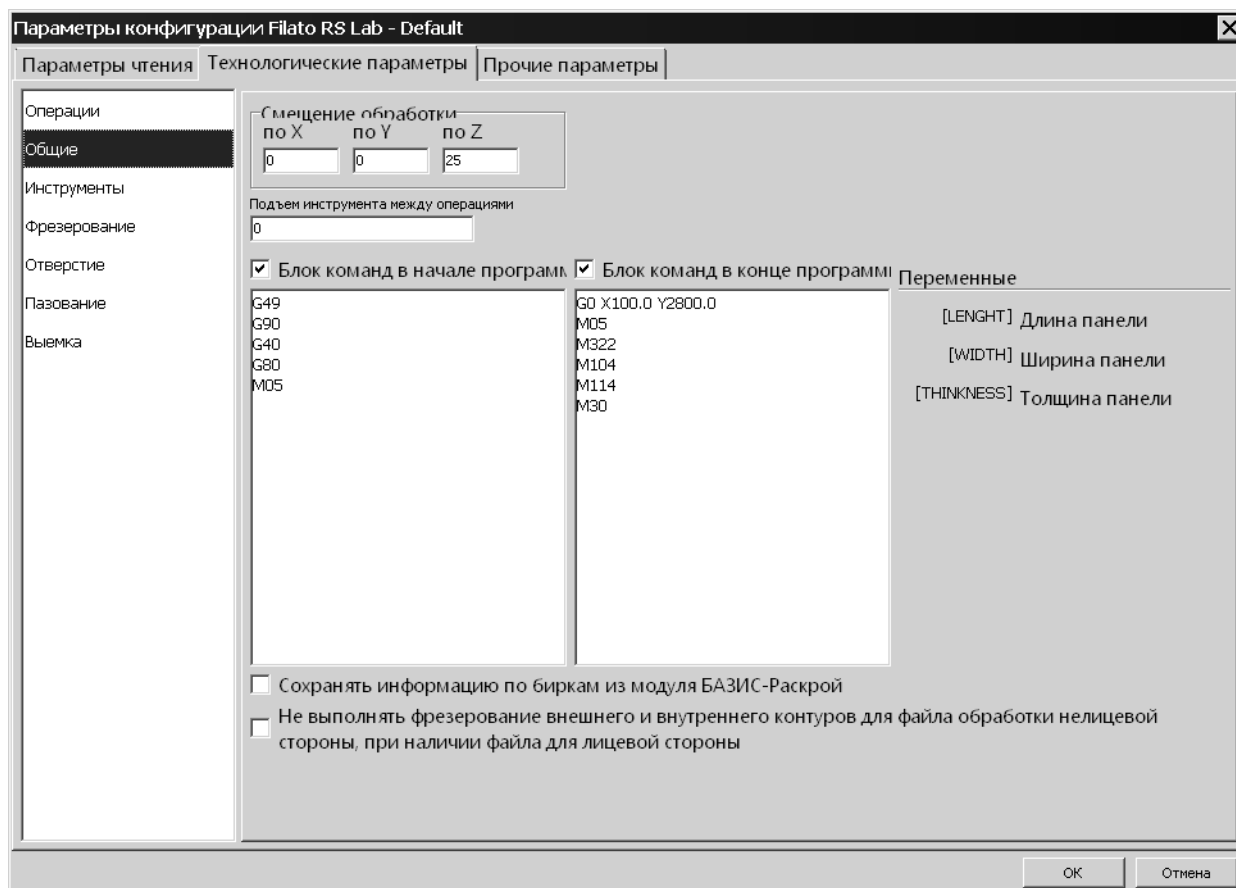 Параметры конфигурации Filato RS Lab - Default
Параметры чтения Технологические параметры Прочие параметры
Операции
Общие
Инструменты
Фрезерование
Отверстие
Пазование
Выемка
Смещение обработки
по X по Y по Z
0 0 25
Подъем инструмента между операциями
0
Блок команд в начале програм
Блок команд в конце програм
G49
G90
G40
G80
M05
G0 X100.0 Y2800.0
M05
M322
M104
M114
M30
Переменные
[LENGHT] Длина панели
[WIDTH] Ширина панели
[THINKNESS] Толщина панели
Сохранять информацию по биркам из модуля БАЗИС-Раскрой
Не выполнять фрезерование внешнего и внутреннего контуров для файла обработки нелицевой
стороны, при наличии файла для лицевой стороны
OK Отмена